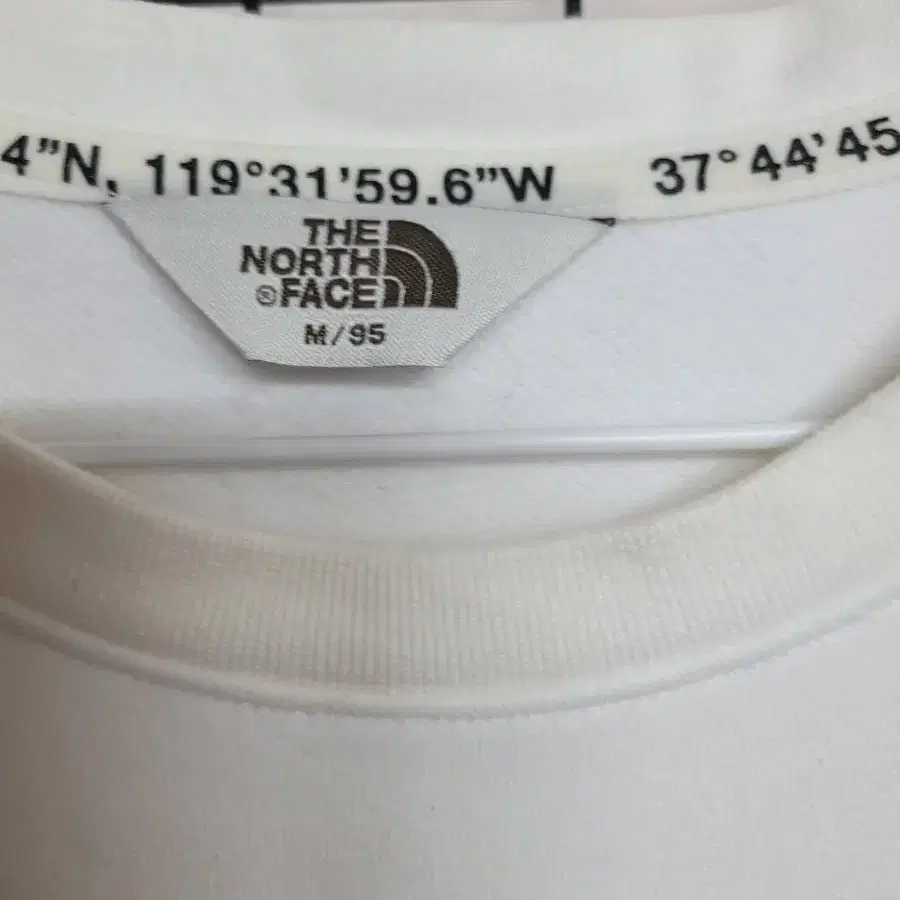 4”N, 119°31'59.6”W 37°44'45
THE
NORTH
®FACE
M/95